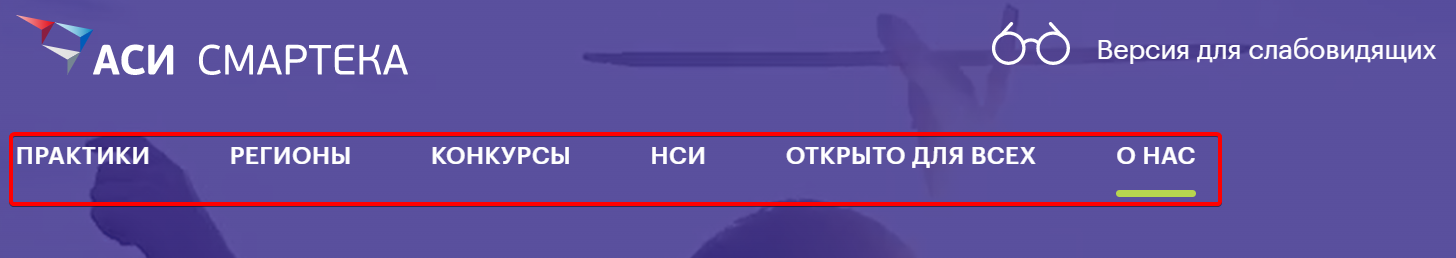 АСИ СМАРТЕКА
Версия для слабовидящих
ПРАКТИКИ РЕГИОНЫ КОНКУРСЫ НСИ ОТКРЫТО ДЛЯ ВСЕХ О НАС